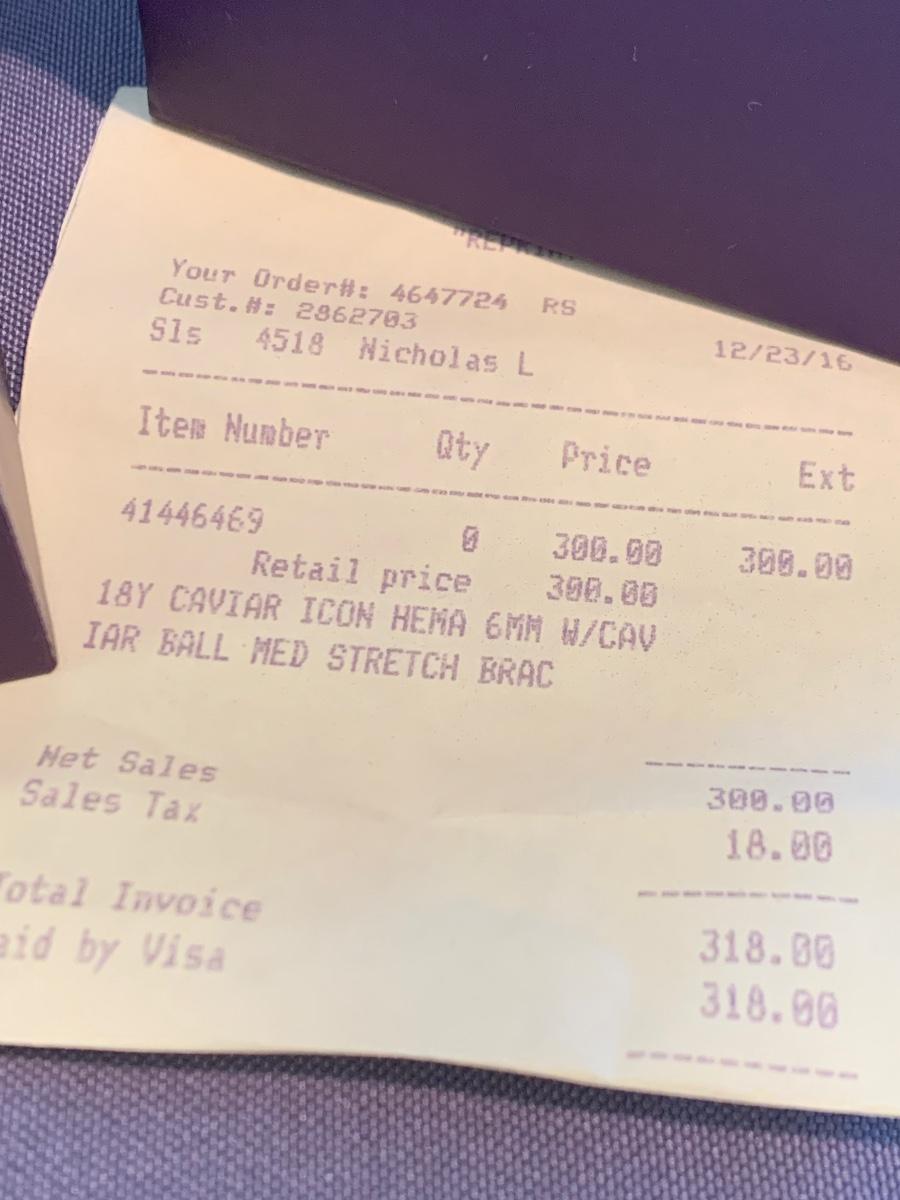 "REPRINT
Your Order#: 4647724 RS
Cust.#: 2862703
Sls 4518 Nicholas L 12/23/16
Item Number Qty Price Ext
41446469 0 300.00 300.00
Retail price 300.00
18Y CAVIAR ICON HEMA 6MM W/CAV
IAR BALL MED STRETCH BRAC
Net Sales 300.00
Sales Tax 18.00
Total Invoice 318.00
aid by Visa 318.00